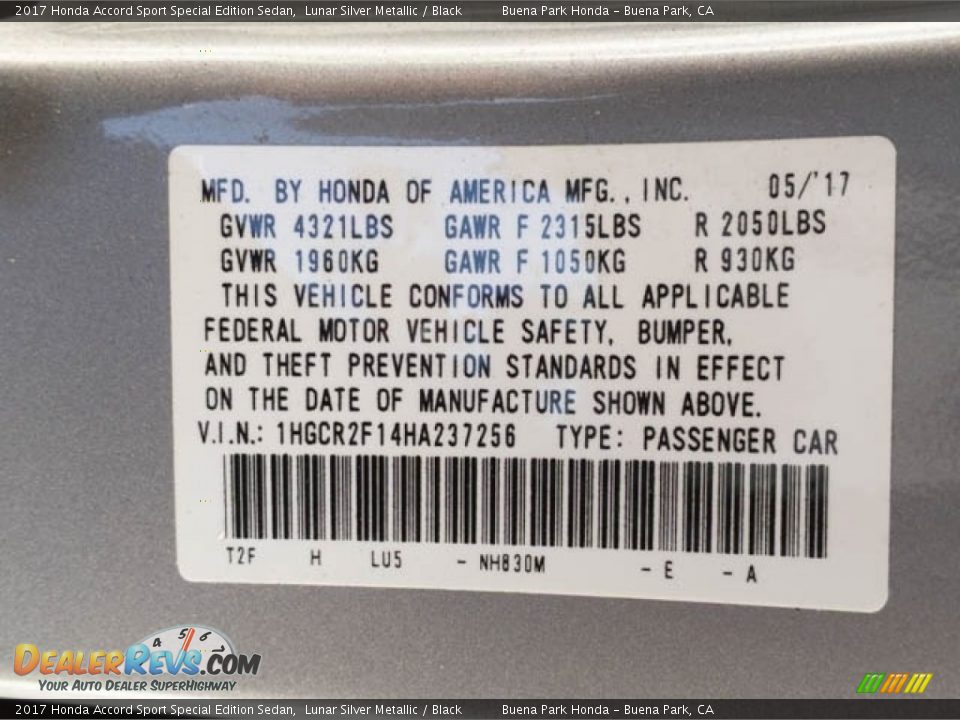 2017 Honda Accord Sport Special Edition Sedan, Lunar Silver Metallic / Black Buena Park Honda - Buena Park, CA
MFD. BY HONDA OF AMERICA MFG., INC. 05/'17
GVWR 4321LBS GAWR F 2315LBS R 2050LBS
GVWR 1960KG GAWR F 1050KG R 930KG
THIS VEHICLE CONFORMS TO ALL APPLICABLE
FEDERAL MOTOR VEHICLE SAFETY, BUMPER,
AND THEFT PREVENTION STANDARDS IN EFFECT
ON THE DATE OF MANUFACTURE SHOWN ABOVE.
V.I.N.: 1HGCR2F14HA237256 TYPE: PASSENGER CAR
T2F H LU5 - NH830M - E - A
4 5 6
DEALERREVS.COM
YOUR AUTO DEALER SUPERHIGHWAY
2017 Honda Accord Sport Special Edition Sedan, Lunar Silver Metallic / Black Buena Park Honda - Buena Park, CA